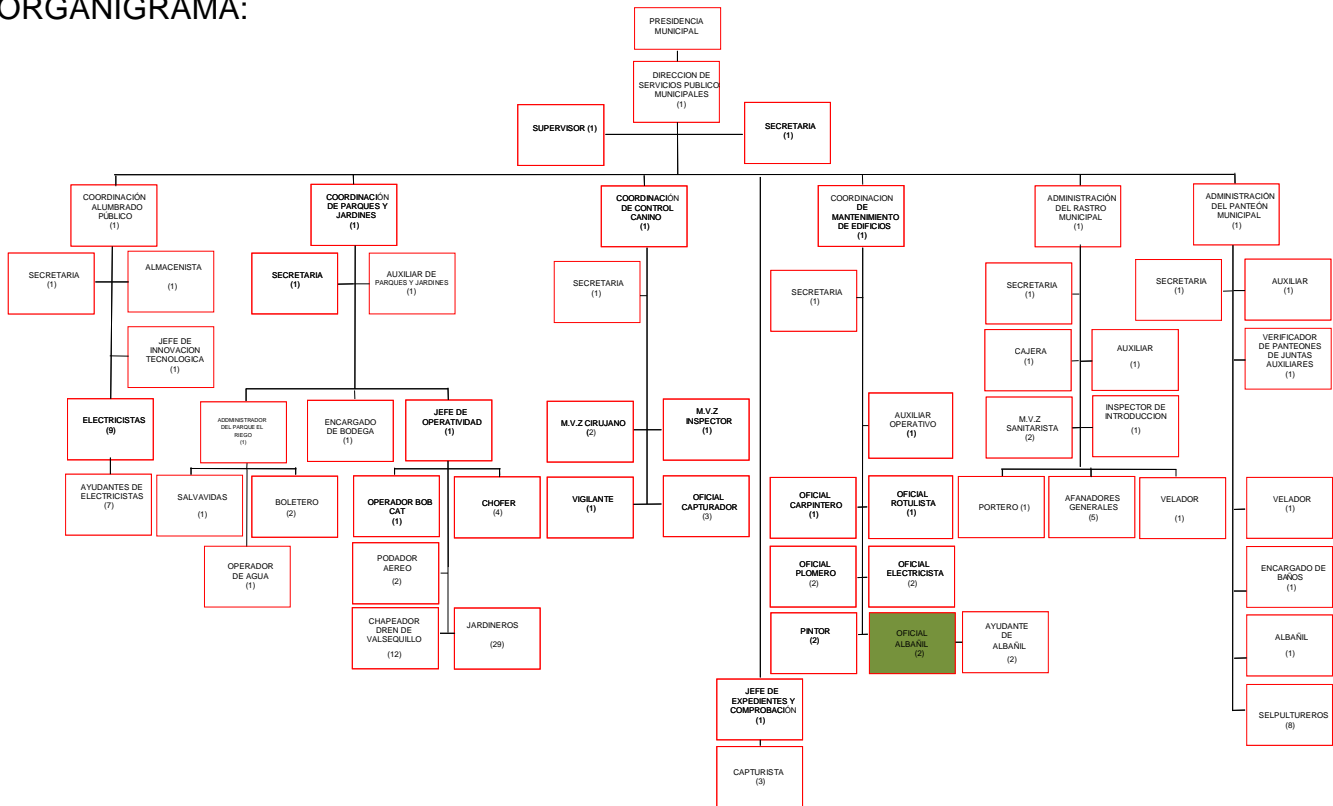 ORGANIGRAMA:
PRESIDENCIA
MUNICIPAL
DIRECCION DE
SERVICIOS PUBLICO
MUNICIPALES
(1)
SUPERVISOR (1)
SECRETARIA
(1)
COORDINACIÓN
ALUMBRADO
PÚBLICO
(1)
SECRETARIA
(1)
ALMACENISTA
(1)
JEFE DE
INNOVACION
TECNOLOGICA
(1)
ELECTRICISTAS
(9)
AYUDANTES DE
ELECTRICISTAS
(7)
COORDINACIÓN
DE PARQUES Y
JARDINES
(1)
SECRETARIA
(1)
AUXILIAR DE
PARQUES Y JARDINES
(1)
ADDMINISTRADOR
DEL PARQUE EL
RIEGO
(1)
SALVAVIDAS
(1)
BOLETERO
(2)
OPERADOR
DE AGUA
(1)
ENCARGADO
DE BODEGA
(1)
JEFE DE
OPERATIVIDAD
(1)
OPERADOR BOB
CAT
(1)
CHOFER
(4)
PODADOR
AEREO
(2)
CHAPEADOR
DREN DE
VALSEQUILLO
(12)
JARDINEROS
(29)
COORDINACIÓN
DE CONTROL
CANINO
(1)
SECRETARIA
(1)
M.V.Z CIRUJANO
(2)
M.V.Z
INSPECTOR
(1)
VIGILANTE
(1)
OFICIAL
CAPTURADOR
(3)
JEFE DE
EXPEDIENTES Y
COMPROBACIÓN
(1)
CAPTURISTA
(3)
COORDINACION
DE
MANTENIMIENTO
DE EDIFICIOS
(1)
SECRETARIA
(1)
AUXILIAR
OPERATIVO
(1)
OFICIAL
CARPINTERO
(1)
OFICIAL
ROTULISTA
(1)
OFICIAL
PLOMERO
(2)
OFICIAL
ELECTRICISTA
(2)
PINTOR
(2)
OFICIAL
ALBAÑIL
(2)
AYUDANTE
DE
ALBAÑIL
(2)
ADMINISTRACIÓN
DEL RASTRO
MUNICIPAL
(1)
SECRETARIA
(1)
CAJERA
(1)
AUXILIAR
(1)
M.V.Z
SANITARISTA
(2)
INSPECTOR DE
INTRODUCCION
(1)
PORTERO (1)
AFANADORES
GENERALES
(5)
VELADOR
(1)
ADMINISTRACIÓN
DEL PANTEÓN
MUNICIPAL
(1)
SECRETARIA
(1)
AUXILIAR
(1)
VERIFICADOR
DE PANTEONES
DE JUNTAS
AUXILIARES
(1)
VELADOR
(1)
ENCARGADO DE
BAÑOS
(1)
ALBAÑIL
(1)
SELPULTUREROS
(8)